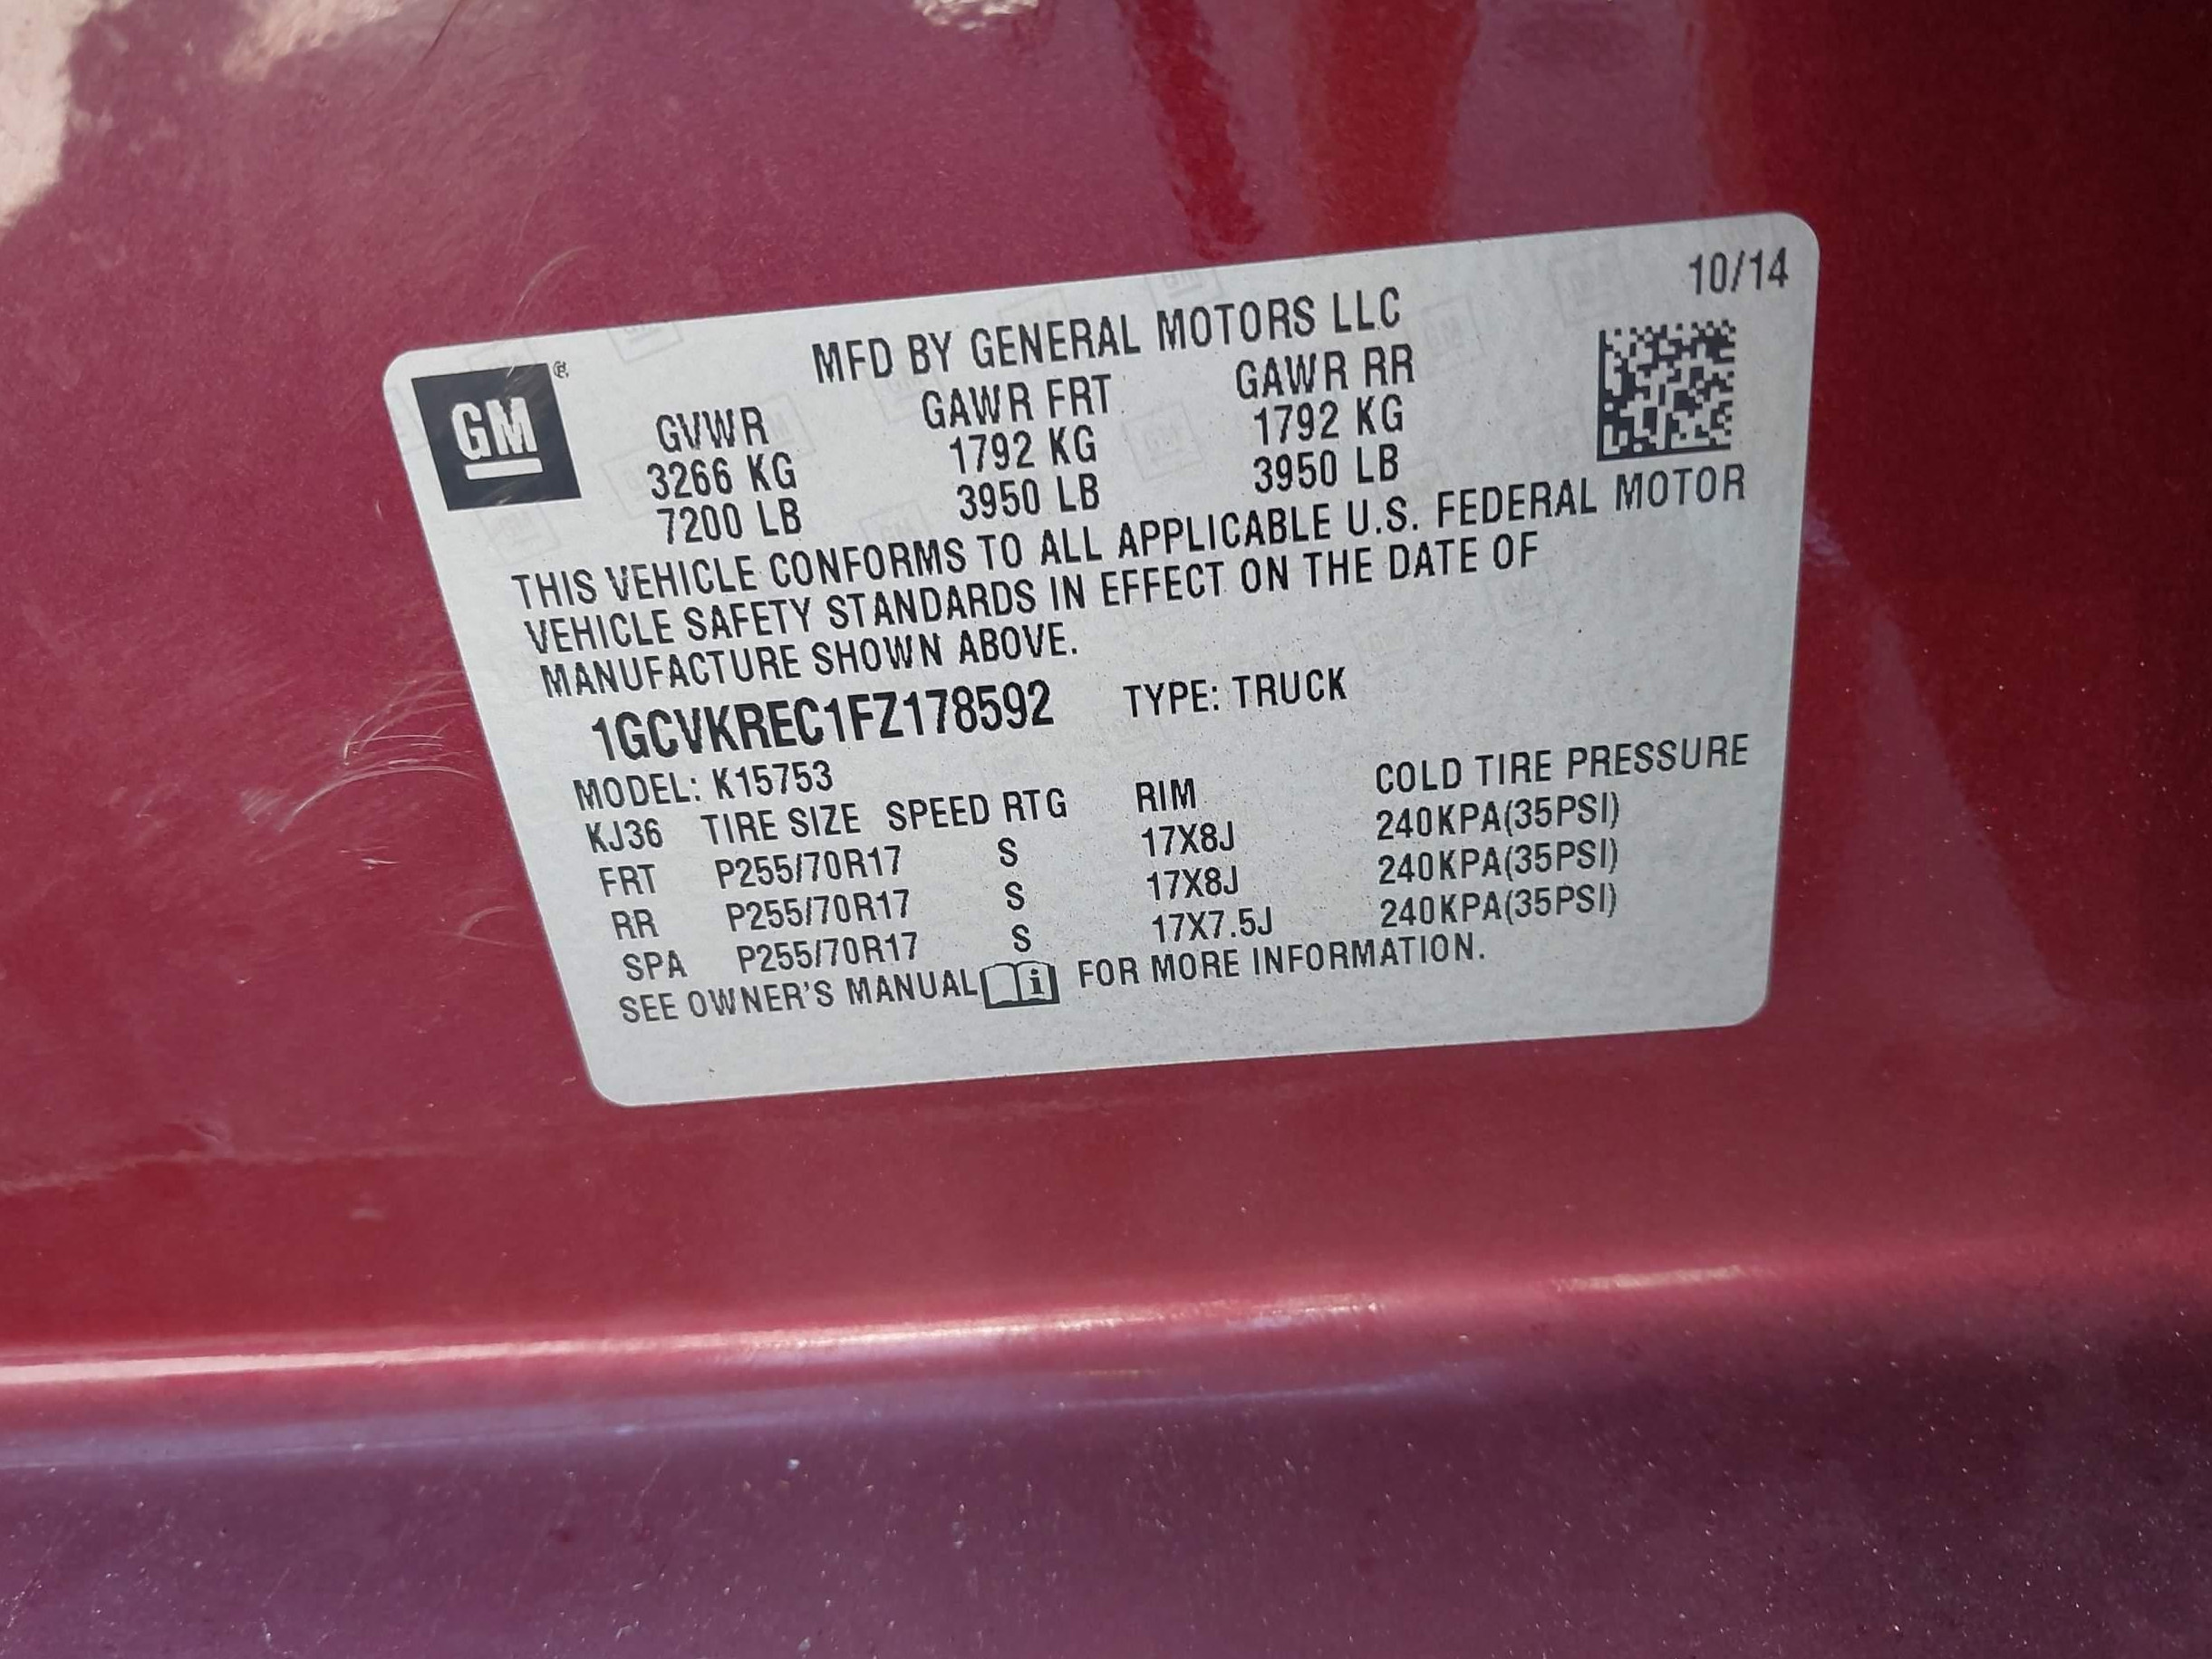 10/14
MFD BY GENERAL MOTORS LLC
GM ®
GVWR GAWR FRT GAWR RR
3266 KG 1792 KG 1792 KG
7200 LB 3950 LB 3950 LB
THIS VEHICLE CONFORMS TO ALL APPLICABLE U.S. FEDERAL MOTOR
VEHICLE SAFETY STANDARDS IN EFFECT ON THE DATE OF
MANUFACTURE SHOWN ABOVE.
1GCVKREC1FZ178592 TYPE: TRUCK
MODEL: K15753
KJ36 TIRE SIZE SPEED RTG RIM COLD TIRE PRESSURE
FRT P255/70R17 S 17X8J 240KPA(35PSI)
RR P255/70R17 S 17X8J 240KPA(35PSI)
SPA P255/70R17 S 17X7.5J 240KPA(35PSI)
SEE OWNER'S MANUAL i FOR MORE INFORMATION.